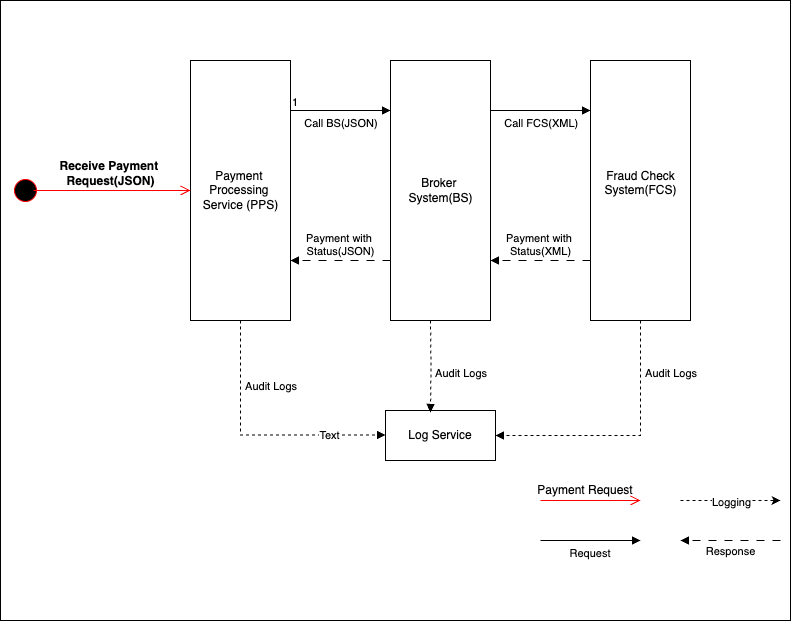 1
Call BS(JSON)
Call FCS(XML)
Receive Payment
Request(JSON)
Payment
Processing
Service (PPS)
Broker
System(BS)
Fraud Check
System(FCS)
Payment with
Status(JSON)
Payment with
Status(XML)
Audit Logs
Audit Logs
Audit Logs
Text
Log Service
Payment Request
Logging
Request
Response